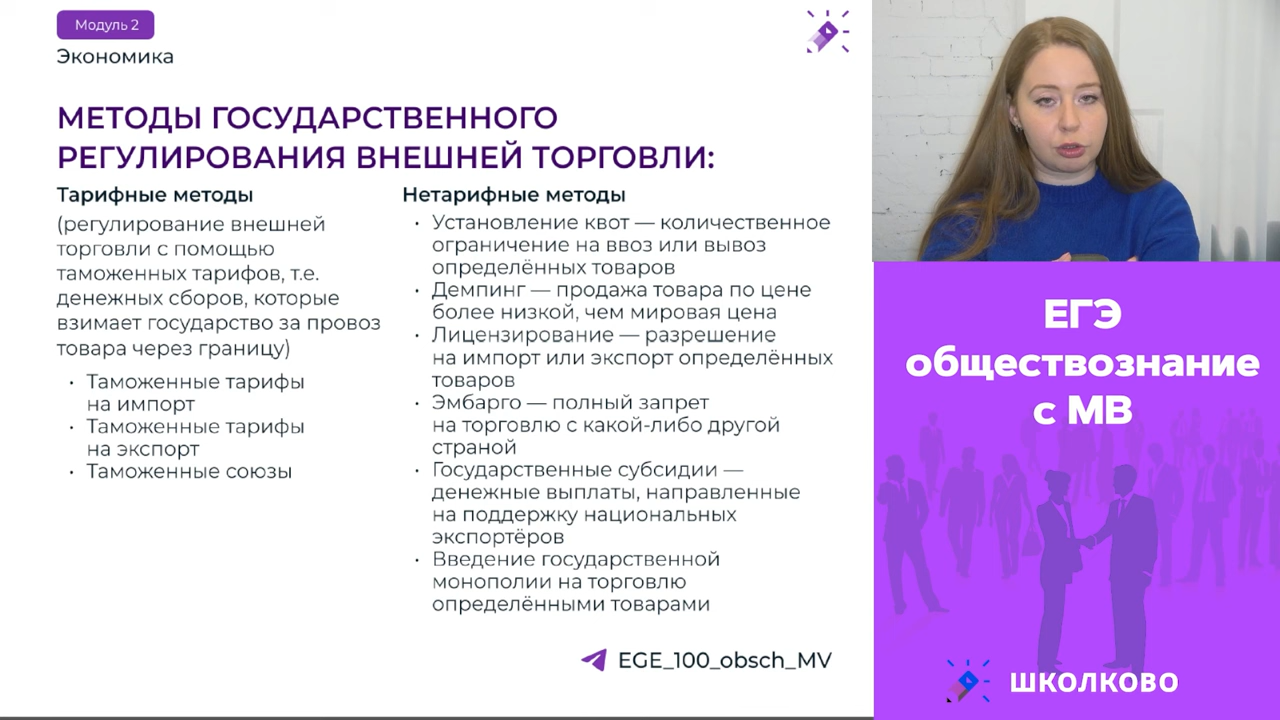 Модуль 2
Экономика
МЕТОДЫ ГОСУДАРСТВЕННОГО
РЕГУЛИРОВАНИЯ ВНЕШНЕЙ ТОРГОВЛИ:
Тарифные методы
(регулирование внешней
торговли с помощью
таможенных тарифов, т.е.
денежных сборов, которые
взимает государство за провоз
товара через границу)
• Таможенные тарифы
на импорт
• Таможенные тарифы
на экспорт
• Таможенные союзы
Нетарифные методы
• Установление квот — количественное
ограничение на ввоз или вывоз
определённых товаров
• Демпинг — продажа товара по цене
более низкой, чем мировая цена
• Лицензирование — разрешение
на импорт или экспорт определённых
товаров
• Эмбарго — полный запрет
на торговлю с какой-либо другой
страной
• Государственные субсидии —
денежные выплаты, направленные
на поддержку национальных
экспортёров
• Введение государственной
монополии на торговлю
определёнными товарами
EGE_100_obsch_MV
ЕГЭ
обществознание
с МВ
ШКОЛКОВО